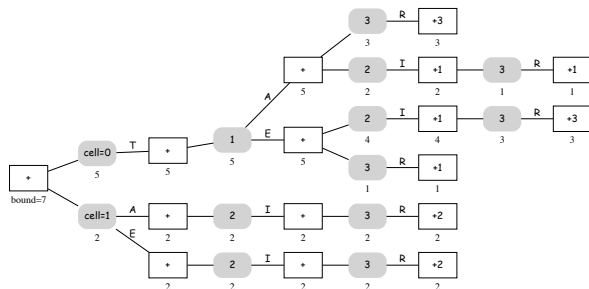 3 R +3
3 3
A + 2 I +1 3 R +1
5 2 2 1 1
1 E + 2 I +1 3 R +3
5 5 4 4 3 3
cell=0 T + 3 R +1
5 5 1 1
+
bound=7
cell=1 A + 2 I + 3 R +2
2 2 2 2 2 2
E + 2 I + 3 R +2
2 2 2 2 2